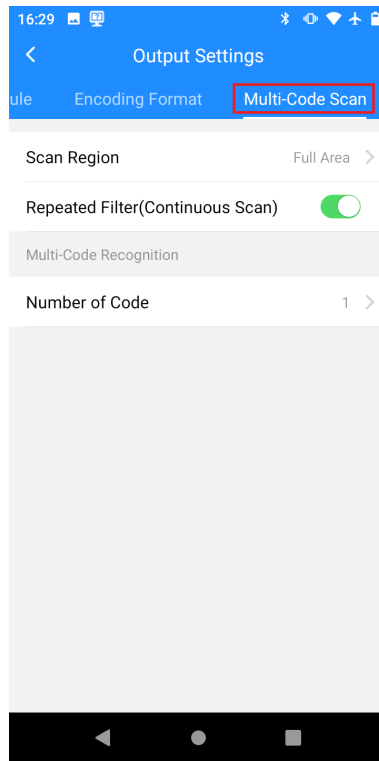 16:29
Output Settings
ule Encoding Format Multi-Code Scan
Scan Region Full Area
Repeated Filter(Continuous Scan)
Multi-Code Recognition
Number of Code 1